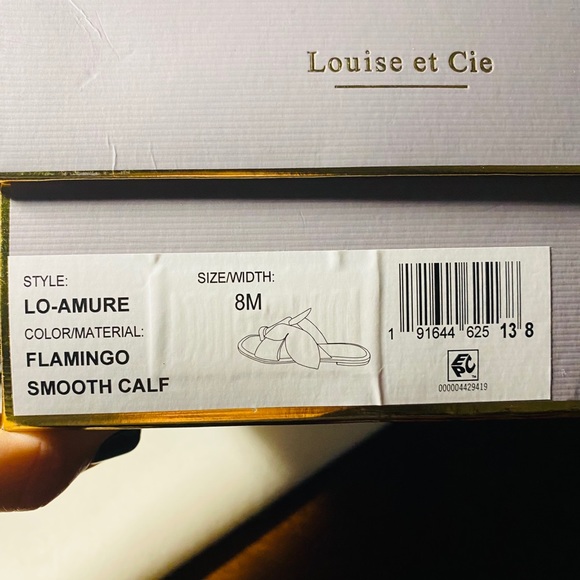 Louise et Cie
STYLE:
LO-AMURE
COLOR/MATERIAL:
FLAMINGO
SMOOTH CALF
SIZE/WIDTH:
8M
1 91644 625 13 8
EPC™
000004429419